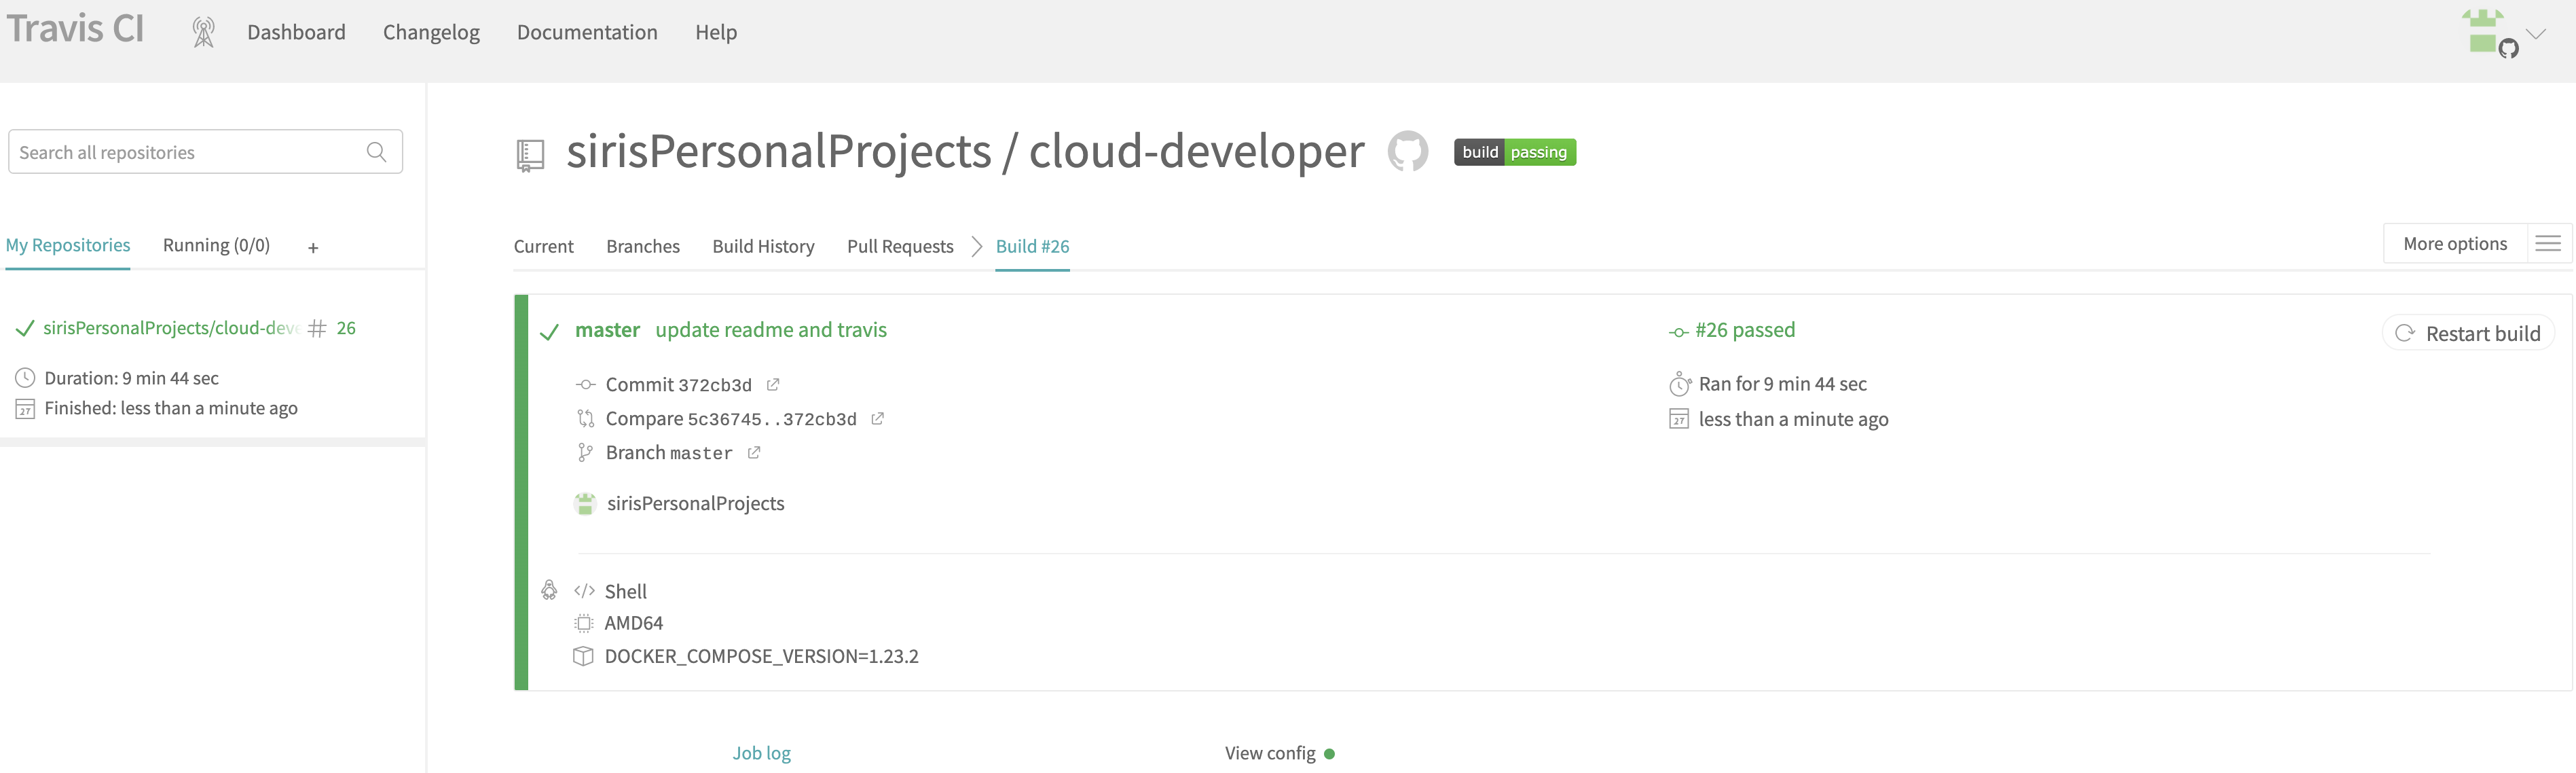 Travis CI
Dashboard
Changelog
Documentation
Help
Search all repositories
My Repositories
Running (0/0)
+
sirisPersonalProjects/cloud-deve
# 26
Duration: 9 min 44 sec
27
Finished: less than a minute ago
sirisPersonalProjects / cloud-developer
build passing
Current
Branches
Build History
Pull Requests
Build #26
More options
master update readme and travis
Commit 372cb3d
Compare 5c36745..372cb3d
Branch master
sirisPersonalProjects
#26 passed
Ran for 9 min 44 sec
27
less than a minute ago
Restart build
</> Shell
AMD64
DOCKER_COMPOSE_VERSION=1.23.2
Job log
View config